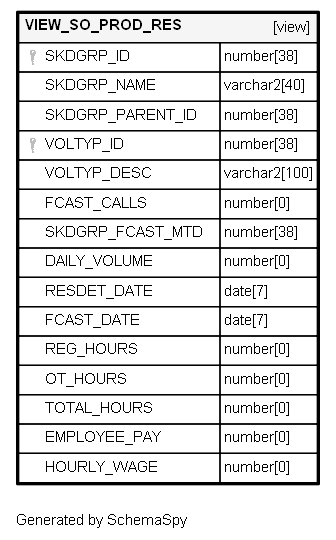 VIEW_SO_PROD_RES [view]
SKDGRP_ID number[38]
SKDGRP_NAME varchar2[40]
SKDGRP_PARENT_ID number[38]
VOLTYP_ID number[38]
VOLTYP_DESC varchar2[100]
FCAST_CALLS number[0]
SKDGRP_FCAST_MTD number[38]
DAILY_VOLUME number[0]
RESDET_DATE date[7]
FCAST_DATE date[7]
REG_HOURS number[0]
OT_HOURS number[0]
TOTAL_HOURS number[0]
EMPLOYEE_PAY number[0]
HOURLY_WAGE number[0]
Generated by SchemaSpy